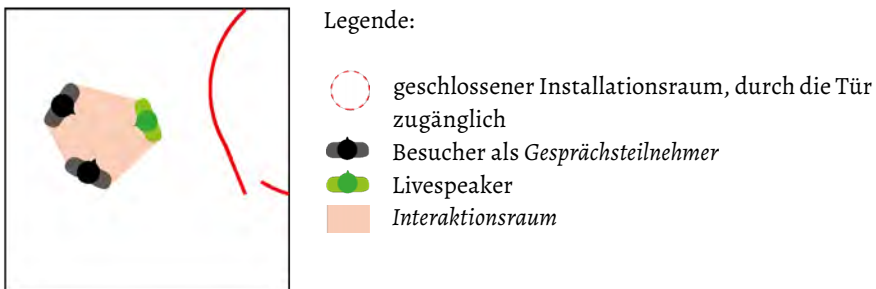 Legende:
geschlossener Installationsraum, durch die Tür
zugänglich
Besucher als Gesprächsteilnehmer
Livespeaker
Interaktionsraum